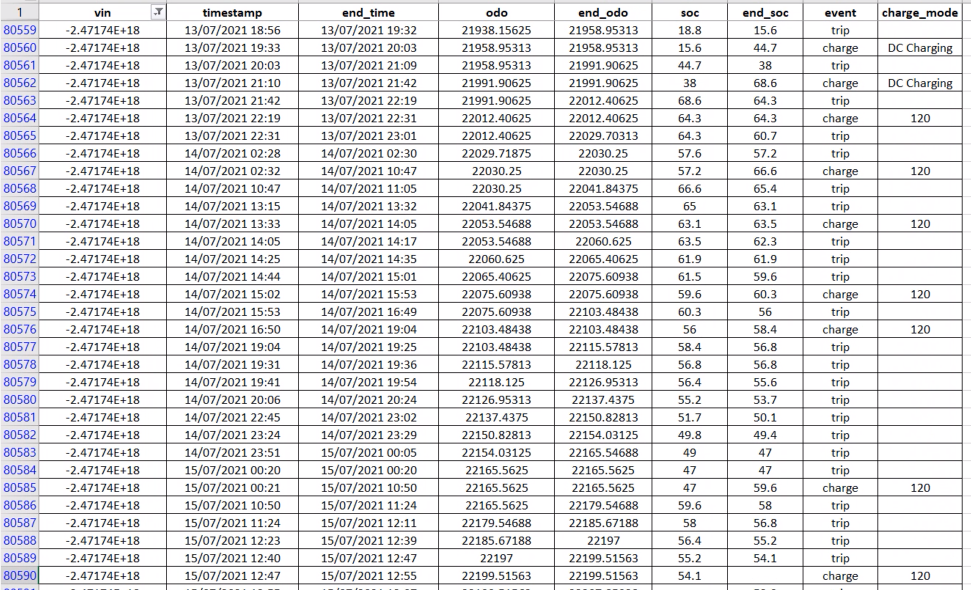 1 vin timestamp end_time odo end_odo soc end_soc event charge_mode
80559 -2.47174E+18 13/07/2021 18:56 13/07/2021 19:32 21938.15625 21958.95313 18.8 15.6 trip
80560 -2.47174E+18 13/07/2021 19:33 13/07/2021 20:03 21958.95313 21958.95313 15.6 44.7 charge DC Charging
80561 -2.47174E+18 13/07/2021 20:03 13/07/2021 21:09 21958.95313 21991.90625 44.7 38 trip
80562 -2.47174E+18 13/07/2021 21:10 13/07/2021 21:42 21991.90625 21991.90625 38 68.6 charge DC Charging
80563 -2.47174E+18 13/07/2021 21:42 13/07/2021 22:19 21991.90625 22012.40625 68.6 64.3 trip
80564 -2.47174E+18 13/07/2021 22:19 13/07/2021 22:31 22012.40625 22012.40625 64.3 64.3 charge 120
80565 -2.47174E+18 13/07/2021 22:31 13/07/2021 23:01 22012.40625 22029.70313 64.3 60.7 trip
80566 -2.47174E+18 14/07/2021 02:28 14/07/2021 02:30 22029.71875 22030.25 57.6 57.2 trip
80567 -2.47174E+18 14/07/2021 02:32 14/07/2021 10:47 22030.25 22030.25 57.2 66.6 charge 120
80568 -2.47174E+18 14/07/2021 10:47 14/07/2021 11:05 22030.25 22041.84375 66.6 65.4 trip
80569 -2.47174E+18 14/07/2021 13:15 14/07/2021 13:32 22041.84375 22053.54688 65 63.1 trip
80570 -2.47174E+18 14/07/2021 13:33 14/07/2021 14:05 22053.54688 22053.54688 63.1 63.5 charge 120
80571 -2.47174E+18 14/07/2021 14:05 14/07/2021 14:17 22053.54688 22060.625 63.5 62.3 trip
80572 -2.47174E+18 14/07/2021 14:25 14/07/2021 14:35 22060.625 22065.40625 61.9 61.9 trip
80573 -2.47174E+18 14/07/2021 14:44 14/07/2021 15:01 22065.40625 22075.60938 61.5 59.6 trip
80574 -2.47174E+18 14/07/2021 15:02 14/07/2021 15:53 22075.60938 22075.60938 59.6 60.3 charge 120
80575 -2.47174E+18 14/07/2021 15:53 14/07/2021 16:49 22075.60938 22103.48438 60.3 56 trip
80576 -2.47174E+18 14/07/2021 16:50 14/07/2021 19:04 22103.48438 22103.48438 56 58.4 charge 120
80577 -2.47174E+18 14/07/2021 19:04 14/07/2021 19:25 22103.48438 22115.57813 58.4 56.8 trip
80578 -2.47174E+18 14/07/2021 19:31 14/07/2021 19:36 22115.57813 22118.125 56.8 56.8 trip
80579 -2.47174E+18 14/07/2021 19:41 14/07/2021 19:54 22118.125 22126.95313 56.4 55.6 trip
80580 -2.47174E+18 14/07/2021 20:06 14/07/2021 20:24 22126.95313 22137.4375 55.2 53.7 trip
80581 -2.47174E+18 14/07/2021 22:45 14/07/2021 23:02 22137.4375 22150.82813 51.7 50.1 trip
80582 -2.47174E+18 14/07/2021 23:24 14/07/2021 23:29 22150.82813 22154.03125 49.8 49.4 trip
80583 -2.47174E+18 14/07/2021 23:51 15/07/2021 00:05 22154.03125 22165.54688 49 47 trip
80584 -2.47174E+18 15/07/2021 00:20 15/07/2021 00:20 22165.5625 22165.5625 47 47 trip
80585 -2.47174E+18 15/07/2021 00:21 15/07/2021 10:50 22165.5625 22165.5625 47 59.6 charge 120
80586 -2.47174E+18 15/07/2021 10:50 15/07/2021 11:24 22165.5625 22179.54688 59.6 58 trip
80587 -2.47174E+18 15/07/2021 11:24 15/07/2021 12:11 22179.54688 22185.67188 58 56.8 trip
80588 -2.47174E+18 15/07/2021 12:23 15/07/2021 12:39 22185.67188 22197 56.4 55.2 trip
80589 -2.47174E+18 15/07/2021 12:40 15/07/2021 12:47 22197 22199.51563 55.2 54.1 trip
80590 -2.47174E+18 15/07/2021 12:47 15/07/2021 12:55 22199.51563 22199.51563 54.1 charge 120